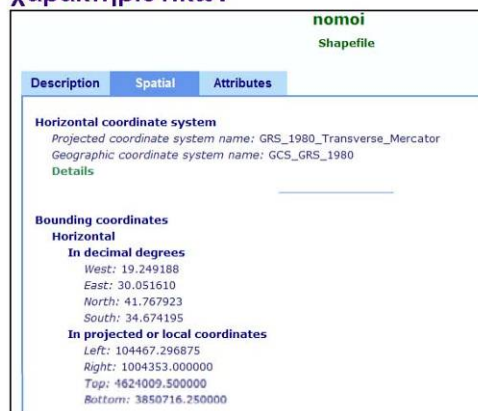 nomoi
Shapefile
Description Spatial Attributes
Horizontal coordinate system
Projected coordinate system name: GRS_1980_Transverse_Mercator
Geographic coordinate system name: GCS_GRS_1980
Details
Bounding coordinates
Horizontal
In decimal degrees
West: 19.249188
East: 30.051610
North: 41.767923
South: 34.674195
In projected or local coordinates
Left: 104467.296875
Right: 1004353.000000
Top: 4624009.500000
Bottom: 3850716.250000